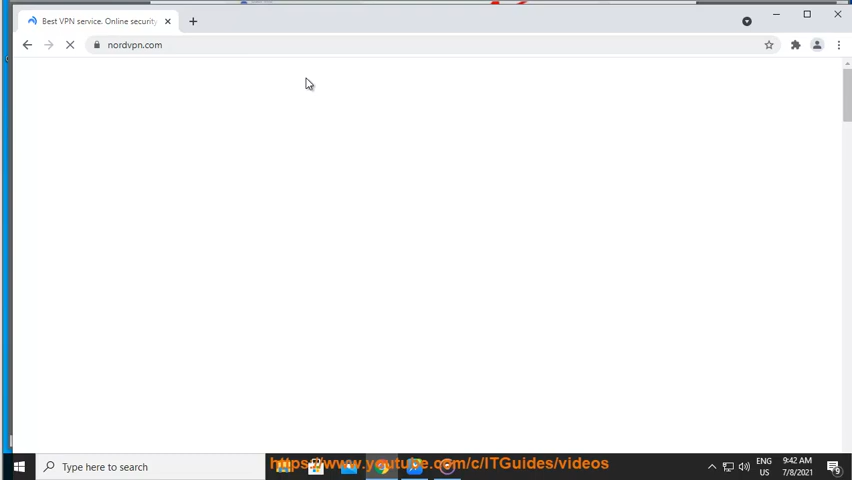 Best VPN service. Online security
nordvpn.com
Type here to search
https://www.youtube.com/c/ITGuides/videos
ENG
US
9:42 AM
7/8/2021
9